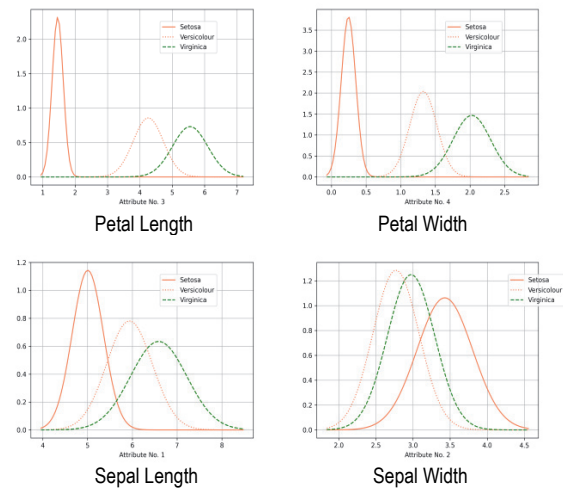 Setosa
Versicolour
Virginica
2.0
1.5
1.0
0.5
0.0
1 2 3 4 5 6 7
Attribute No. 3
Petal Length
Setosa
Versicolour
Virginica
3.5
3.0
2.5
2.0
1.5
1.0
0.5
0.0
0.0 0.5 1.0 1.5 2.0 2.5
Attribute No. 4
Petal Width
Setosa
Versicolour
Virginica
1.2
1.0
0.8
0.6
0.4
0.2
0.0
4 5 6 7 8
Attribute No. 1
Sepal Length
Setosa
Versicolour
Virginica
1.2
1.0
0.8
0.6
0.4
0.2
0.0
2.0 2.5 3.0 3.5 4.0 4.5
Attribute No. 2
Sepal Width